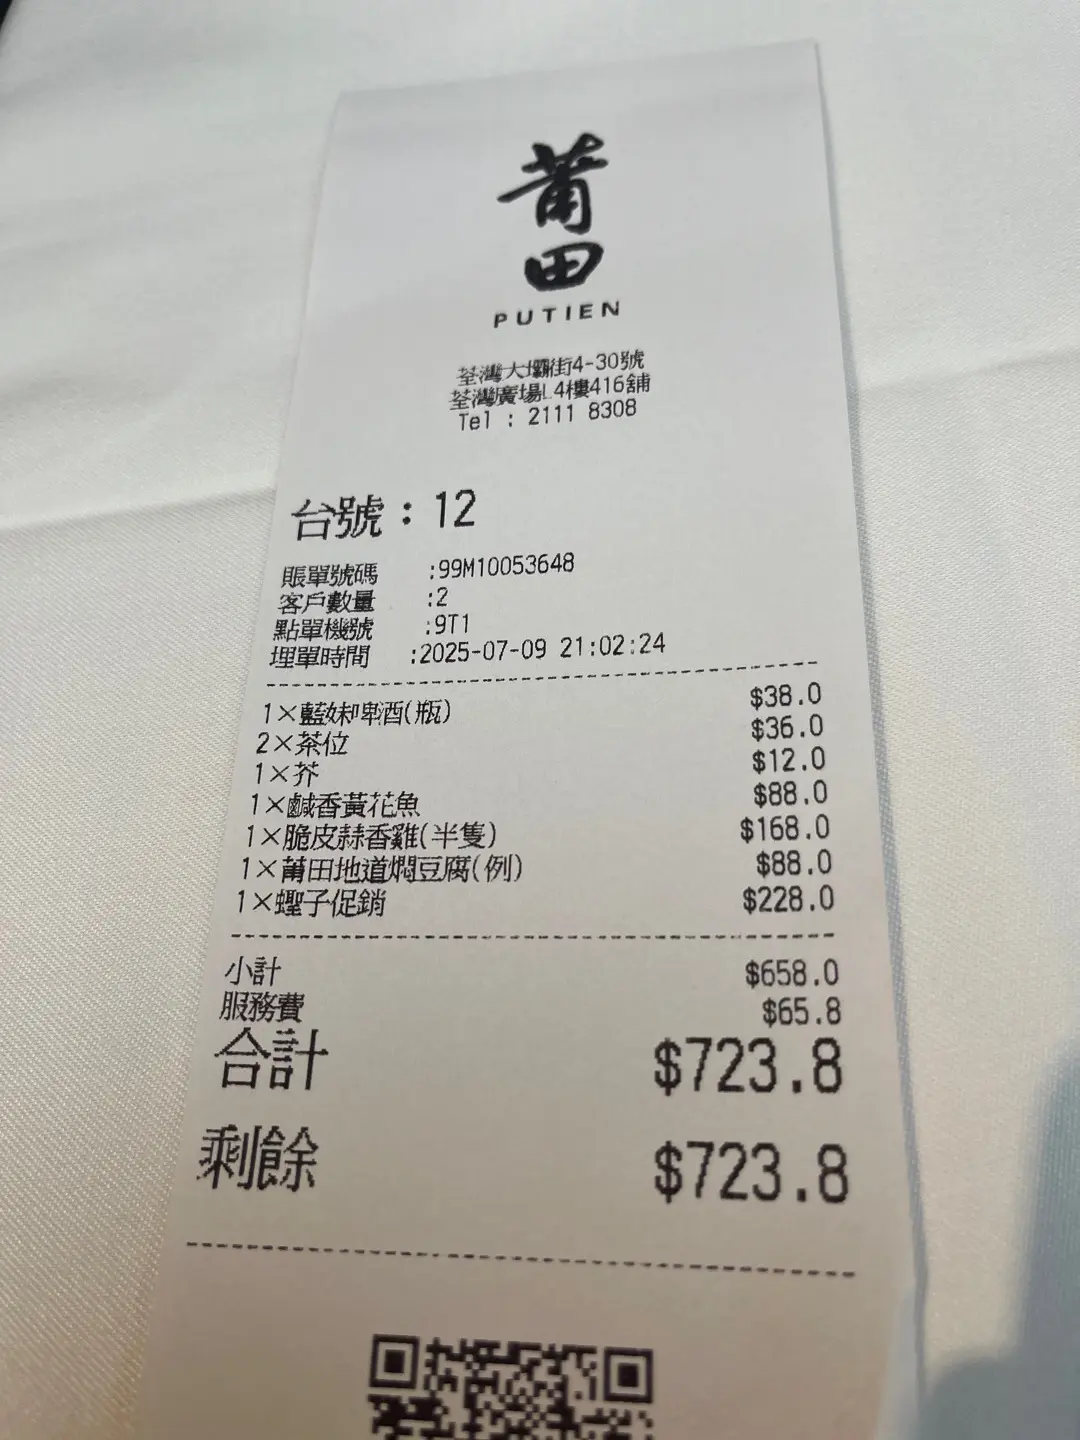 莆田
PUTIEN
荃灣大壩街4-30號
荃灣廣場L4樓416舖
Tel : 2111 8308
台號：12
賬單號碼 :99M10053648
客戶數量 :2
點單機號 :9T1
埋單時間 :2025-07-09 21:02:24
1×藍妹啤酒(瓶) $38.0
2×茶位 $36.0
1×芥 $12.0
1×鹹香黃花魚 $88.0
1×脆皮蒜香雞(半隻) $168.0
1×莆田地道燜豆腐(例) $88.0
1×蟶子促銷 $228.0
小計 $658.0
服務費 $65.8
合計 $723.8
剩餘 $723.8